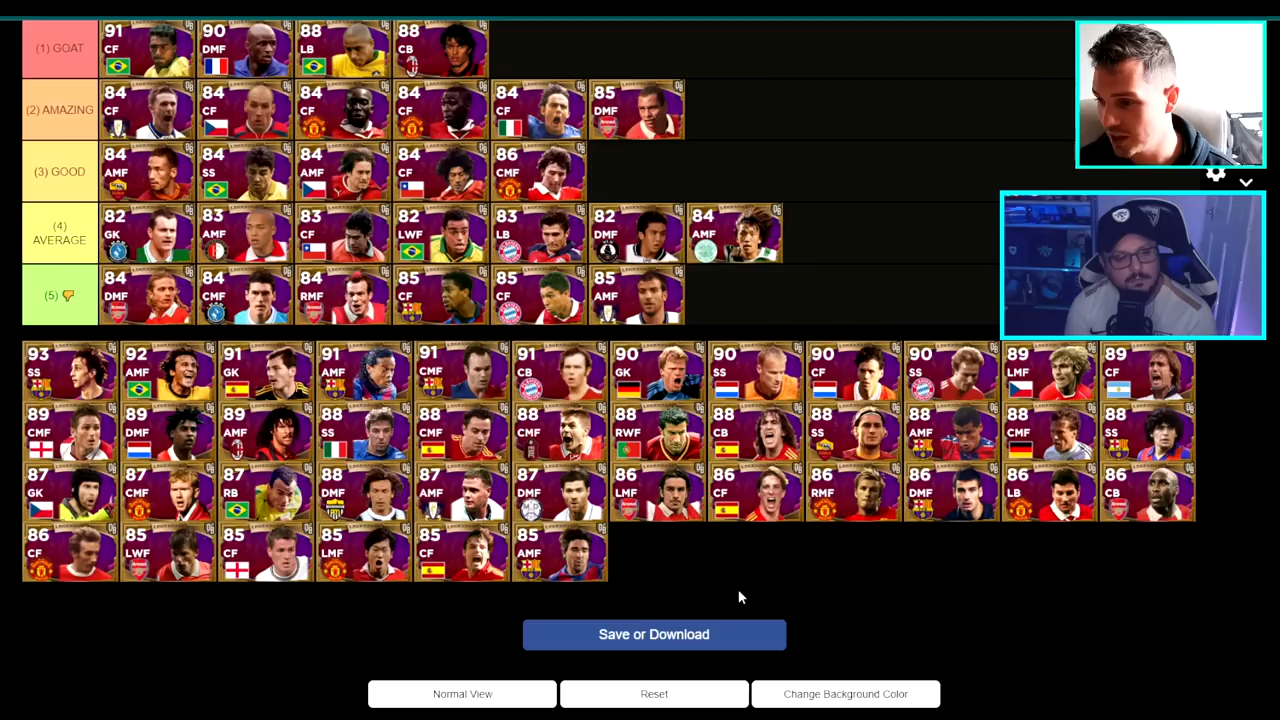 (1) GOAT
91 CF
90 DMF
88 LB
88 CB
(2) AMAZING
84 CF
84 CF
84 CF
84 CF
84 CF
85 DMF
(3) GOOD
84 AMF
84 SS
84 AMF
84 CF
86 CMF
(4) AVERAGE
82 GK
83 AMF
83 CF
82 LWF
83 LB
82 DMF
84 AMF
(5)
84 DMF
84 CMF
84 RMF
85 CF
85 CF
85 AMF
93 SS
92 AMF
91 GK
91 AMF
91 CMF
91 CB
90 GK
90 SS
90 CF
90 SS
89 LMF
89 CF
89 CMF
89 DMF
89 AMF
88 SS
88 CMF
88 CMF
88 RWF
88 CB
88 SS
88 AMF
88 CMF
88 SS
87 GK
87 CMF
87 RB
88 DMF
87 AMF
87 DMF
86 LMF
86 CF
86 RMF
86 DMF
86 LB
86 CB
86 CF
85 LWF
85 CF
85 LMF
85 CF
85 AMF
Save or Download
Normal View
Reset
Change Background Color